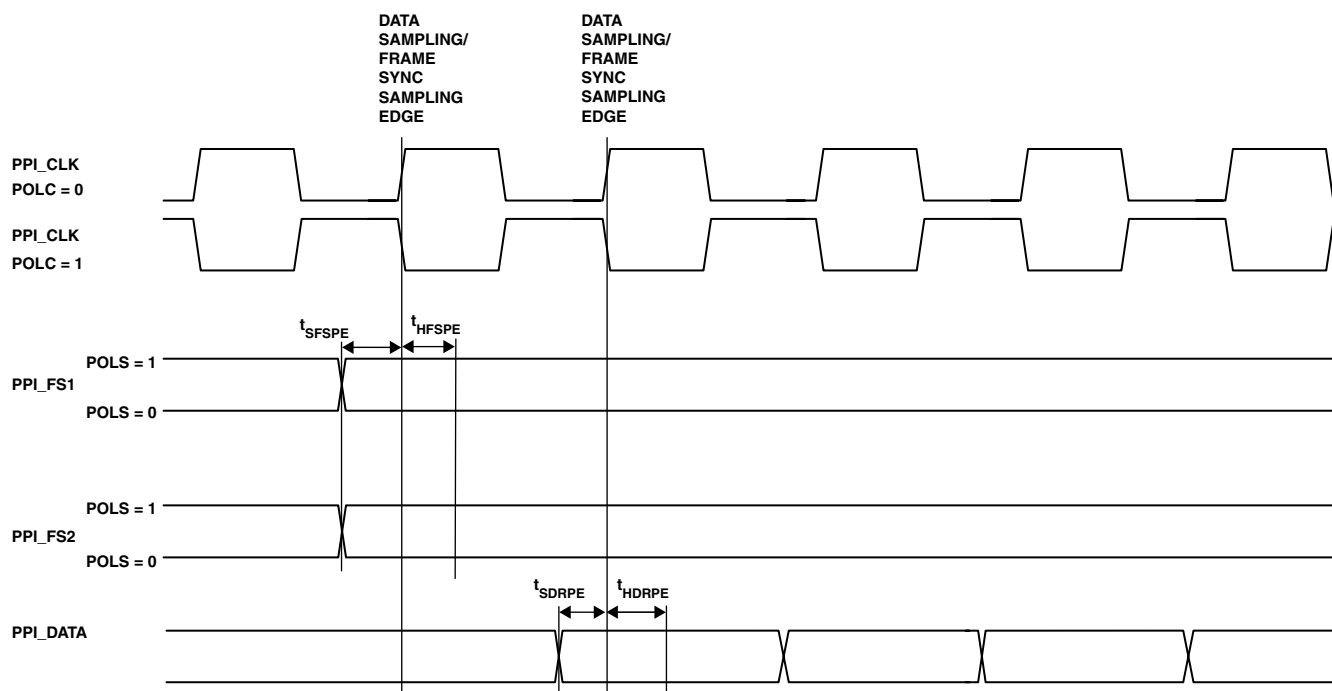 DATA
SAMPLING/
FRAME
SYNC
SAMPLING
EDGE
DATA
SAMPLING/
FRAME
SYNC
SAMPLING
EDGE
PPI_CLK
POLC = 0
PPI_CLK
POLC = 1
tSFSPE
tHFSPE
POLS = 1
PPI_FS1
POLS = 0
POLS = 1
PPI_FS2
POLS = 0
tSDRPE
tHDRPE
PPI_DATA